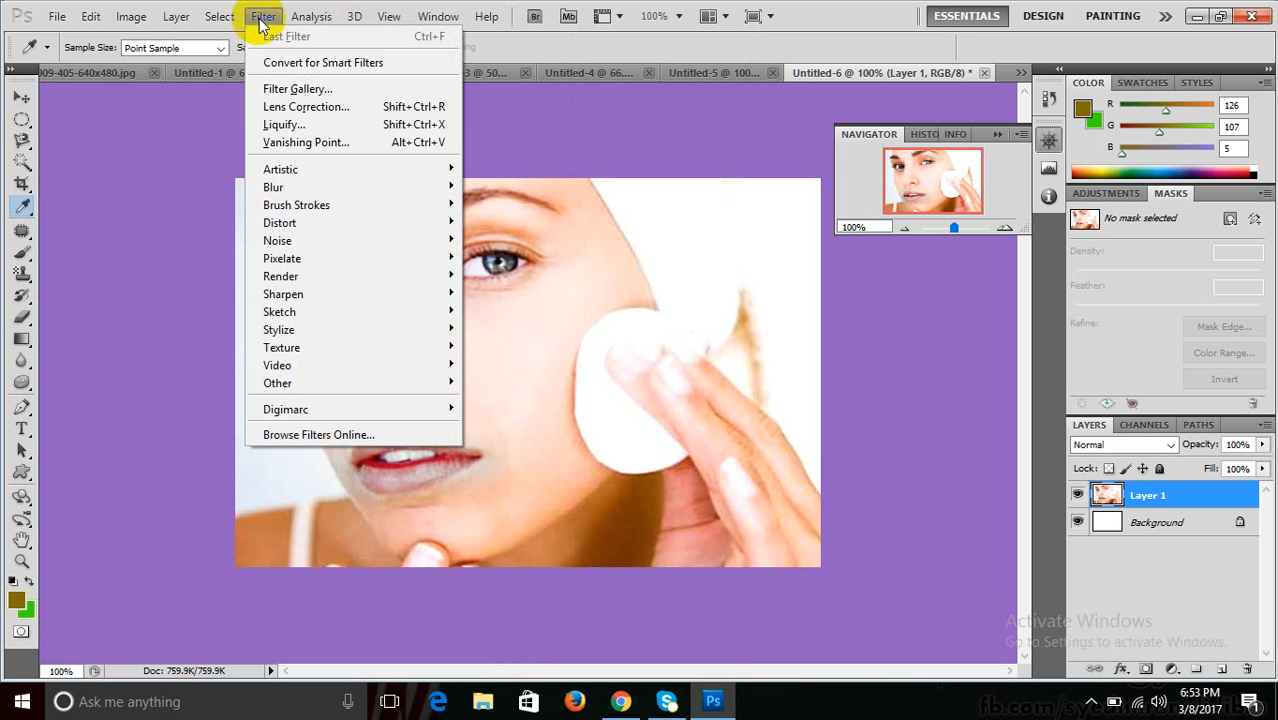 Ps File Edit Image Layer Select Filter Analysis 3D View Window Help Br Mb 100% ESSENTIALS DESIGN PAINTING
Sample Size: Point Sample
Last Filter Ctrl+F
Convert for Smart Filters
Filter Gallery...
Lens Correction... Shift+Ctrl+R
Liquify... Shift+Ctrl+X
Vanishing Point... Alt+Ctrl+V
Artistic
Blur
Brush Strokes
Distort
Noise
Pixelate
Render
Sharpen
Sketch
Stylize
Texture
Video
Other
Digimarc
Browse Filters Online...
009-405-640x480.jpg Untitled-1 @ 6 3 @ 50... Untitled-4 @ 66.... Untitled-5 @ 100... Untitled-6 @ 100% (Layer 1, RGB/8) *
NAVIGATOR HISTO INFO
100%
COLOR SWATCHES STYLES
R 126
G 107
B 5
ADJUSTMENTS MASKS
No mask selected
Density:
Feather:
Refine: Mask Edge...
Color Range...
Invert
LAYERS CHANNELS PATHS
Normal Opacity: 100%
Lock: Fill: 100%
Layer 1
Background
Activate Windows
Go to Settings to activate Windows.
100% Doc: 759.9K/759.9K
Ask me anything
6:53 PM
3/8/2017